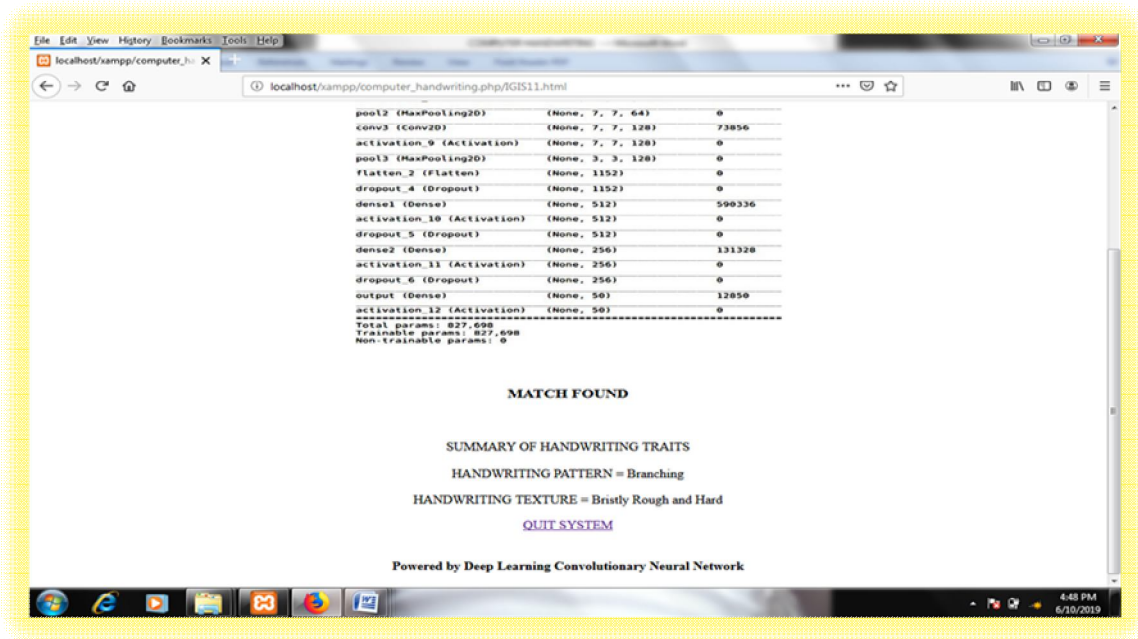 File Edit View History Bookmarks Tools Help
localhost/xampp/computer_ha
localhost/xampp/computer_handwriting.php/IGIS11.html
pool2 (MaxPooling2D) (None, 7, 7, 64) 0
conv3 (Conv2D) (None, 7, 7, 128) 73856
activation_9 (Activation) (None, 7, 7, 128) 0
pool3 (MaxPooling2D) (None, 3, 3, 128) 0
flatten_2 (Flatten) (None, 1152) 0
dropout_4 (Dropout) (None, 1152) 0
dense1 (Dense) (None, 512) 590336
activation_10 (Activation) (None, 512) 0
dropout_5 (Dropout) (None, 512) 0
dense2 (Dense) (None, 256) 131328
activation_11 (Activation) (None, 256) 0
dropout_6 (Dropout) (None, 256) 0
output (Dense) (None, 50) 12850
activation_12 (Activation) (None, 50) 0
Total params: 827,698
Trainable params: 827,698
Non-trainable params: 0
MATCH FOUND
SUMMARY OF HANDWRITING TRAITS
HANDWRITING PATTERN = Branching
HANDWRITING TEXTURE = Bristly Rough and Hard
QUIT SYSTEM
Powered by Deep Learning Convolutionary Neural Network
4:48 PM
6/10/2019